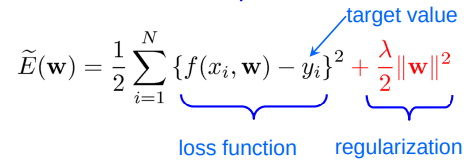 target value
Ẽ(w) = 1/2 ∑_{i=1}^{N} {f(x_i, w) − y_i}² + λ/2 ‖w‖²
loss function regularization